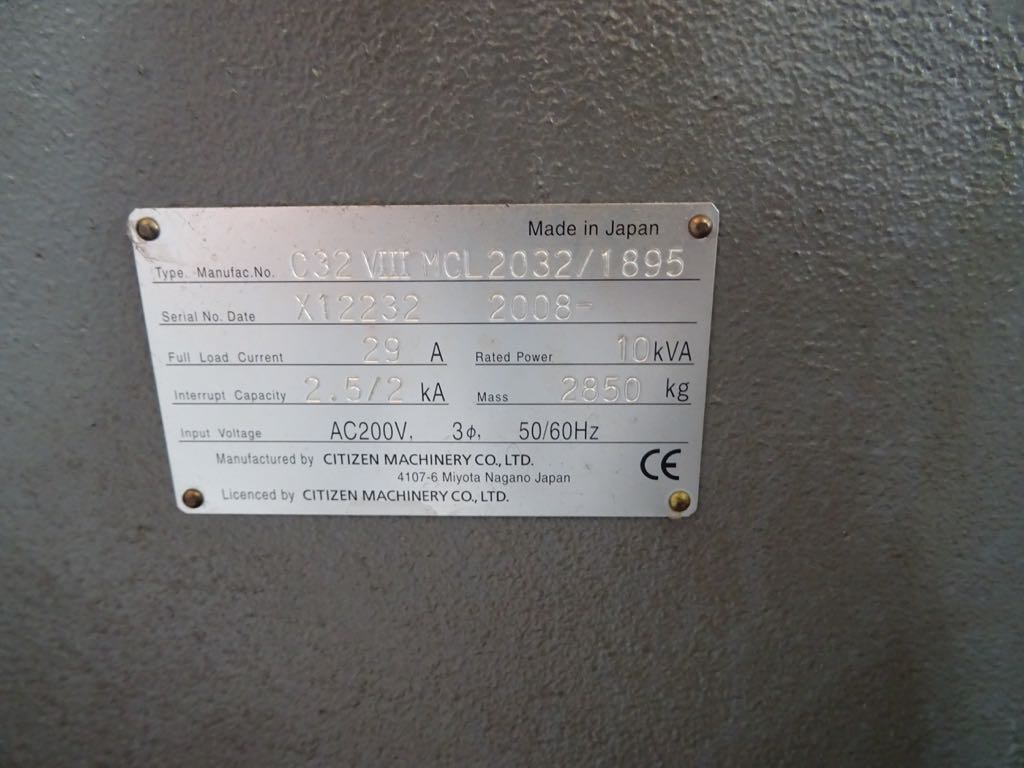 Made in Japan
Type. Manufac.No. C32 VIII MCL2032/1895
Serial No. Date X12232 2008-
Full Load Current 29 A Rated Power 10kVA
Interrupt Capacity 2.5/2 kA Mass 2850 kg
Input Voltage AC200V, 3φ, 50/60Hz
Manufactured by CITIZEN MACHINERY CO., LTD.
4107-6 Miyota Nagano Japan
CE
Licenced by CITIZEN MACHINERY CO., LTD.